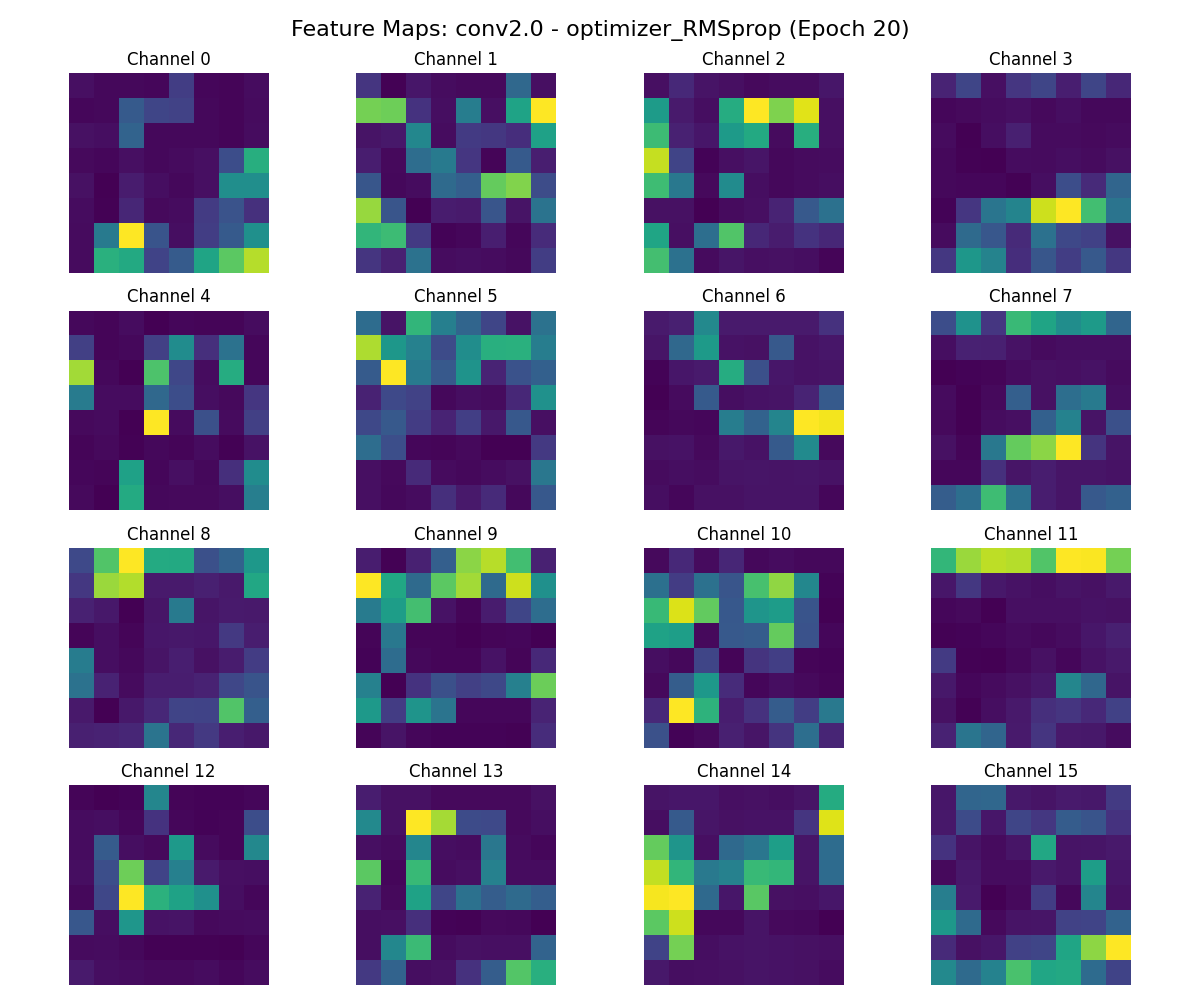 Feature Maps: conv2.0 - optimizer_RMSprop (Epoch 20)
Channel 0
Channel 1
Channel 2
Channel 3
Channel 4
Channel 5
Channel 6
Channel 7
Channel 8
Channel 9
Channel 10
Channel 11
Channel 12
Channel 13
Channel 14
Channel 15